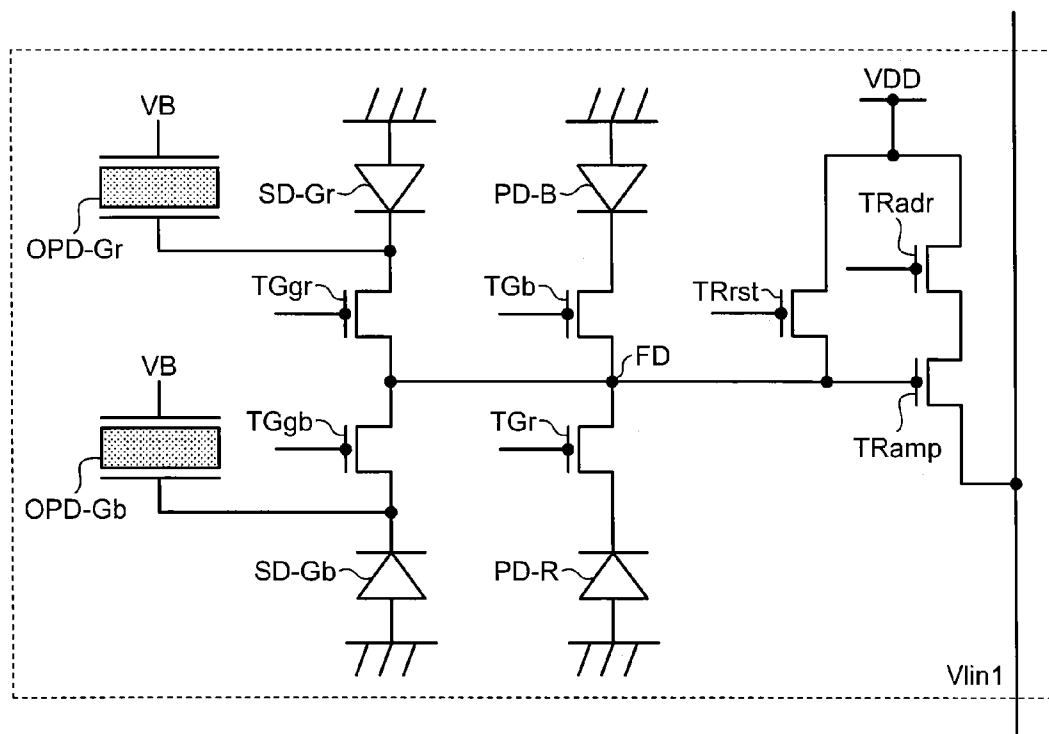 VDD
VB
SD-Gr
PD-B
TRadr
OPD-Gr
TGgr
TGb
TRrst
FD
VB
TGgb
TGr
TRamp
OPD-Gb
SD-Gb
PD-R
Vlin1